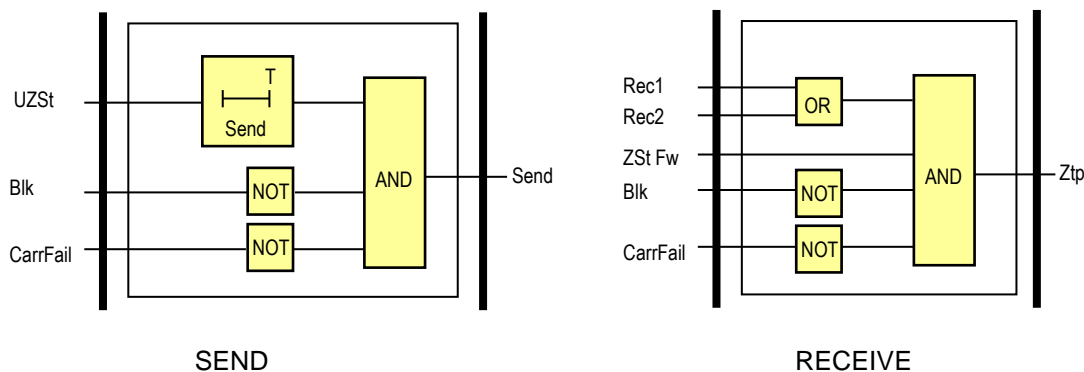 T
UZSt
Send
Blk
NOT
AND
Send
CarrFail
NOT
SEND
Rec1
OR
Rec2
ZSt Fw
Blk
NOT
AND
Ztp
CarrFail
NOT
RECEIVE